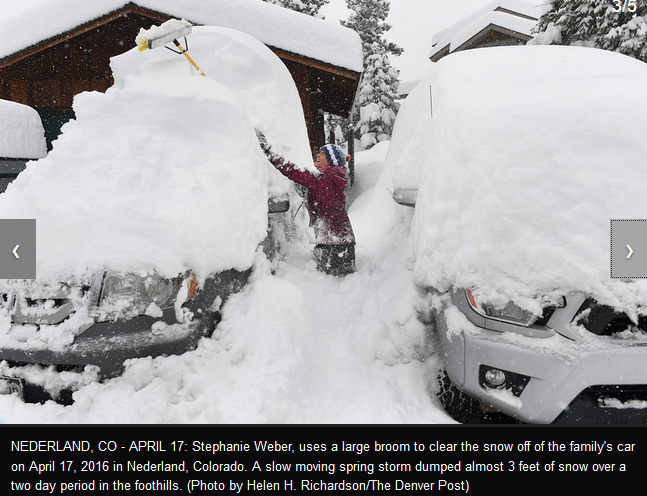 3/5
NEDERLAND, CO - APRIL 17: Stephanie Weber, uses a large broom to clear the snow off of the family's car
on April 17, 2016 in Nederland, Colorado. A slow moving spring storm dumped almost 3 feet of snow over a
two day period in the foothills. (Photo by Helen H. Richardson/The Denver Post)